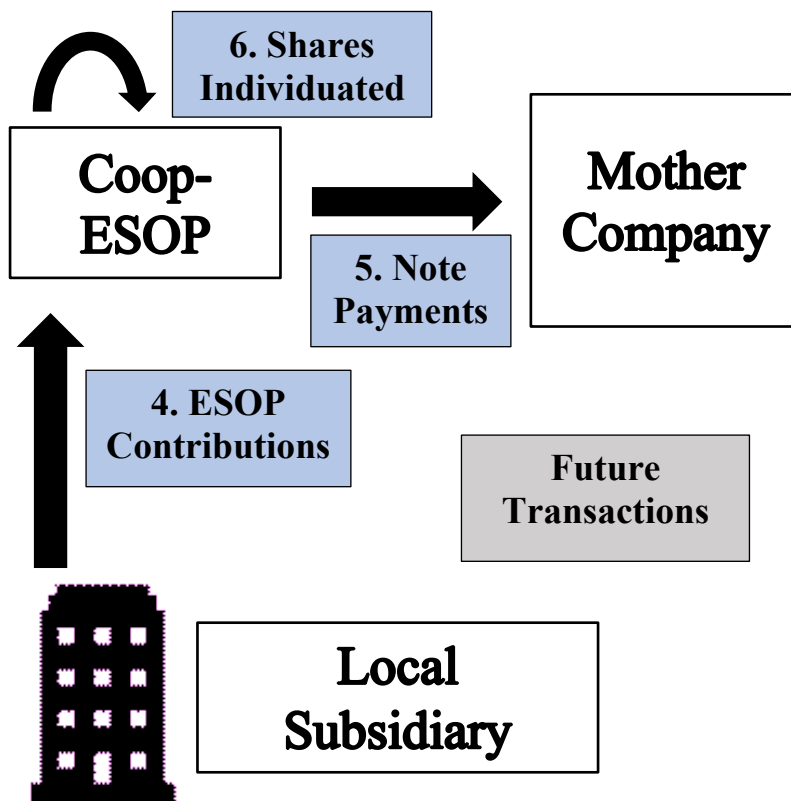 6. Shares
Individuated
Coop-
ESOP
Mother
Company
5. Note
Payments
4. ESOP
Contributions
Future
Transactions
Local
Subsidiary